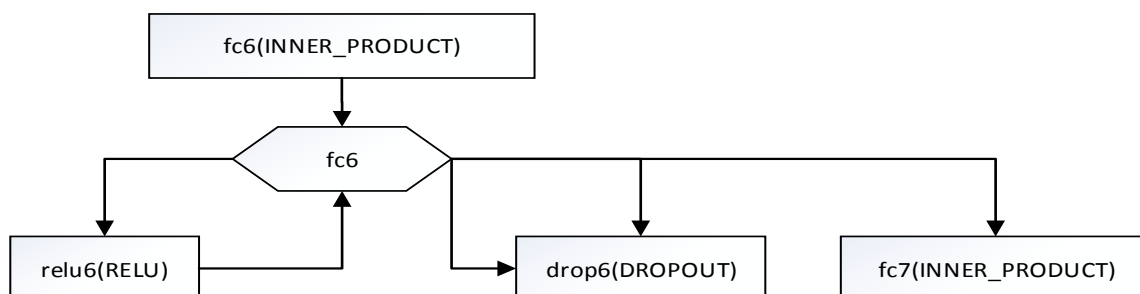 fc6(INNER_PRODUCT)
fc6
relu6(RELU)
drop6(DROPOUT)
fc7(INNER_PRODUCT)